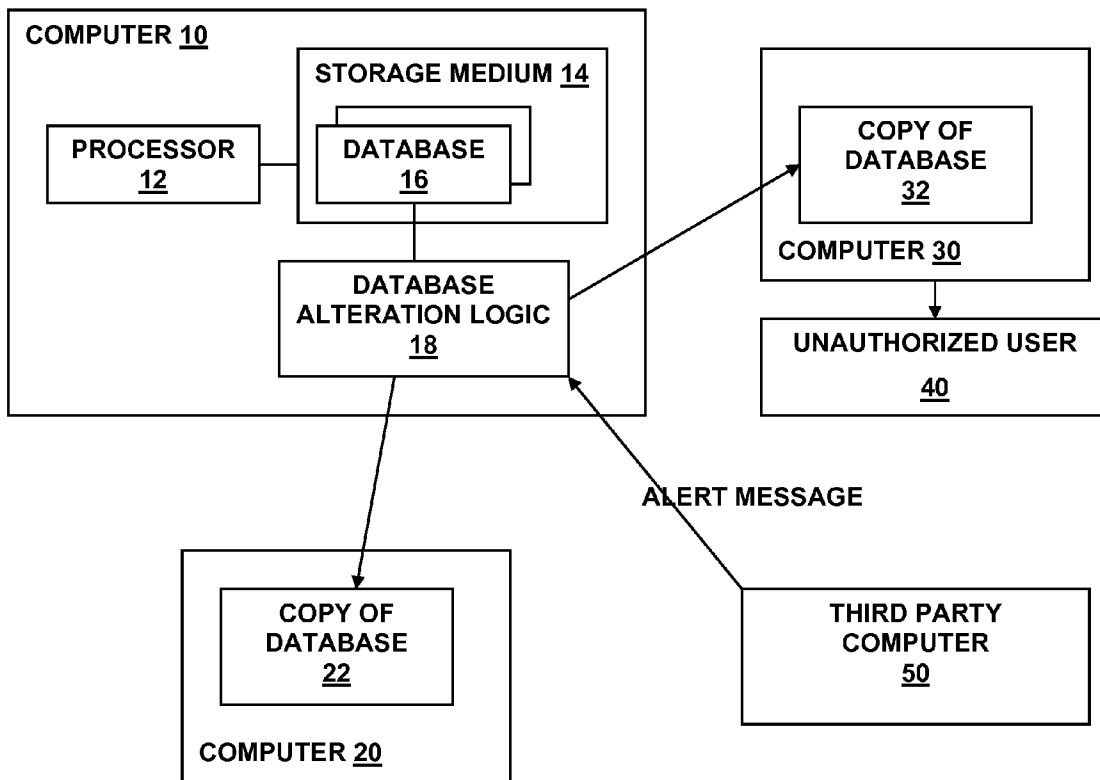 COMPUTER 10
STORAGE MEDIUM 14
PROCESSOR
12
DATABASE
16
DATABASE
ALTERATION LOGIC
18
COPY OF
DATABASE
32
COMPUTER 30
UNAUTHORIZED USER
40
ALERT MESSAGE
COPY OF
DATABASE
22
COMPUTER 20
THIRD PARTY
COMPUTER
50